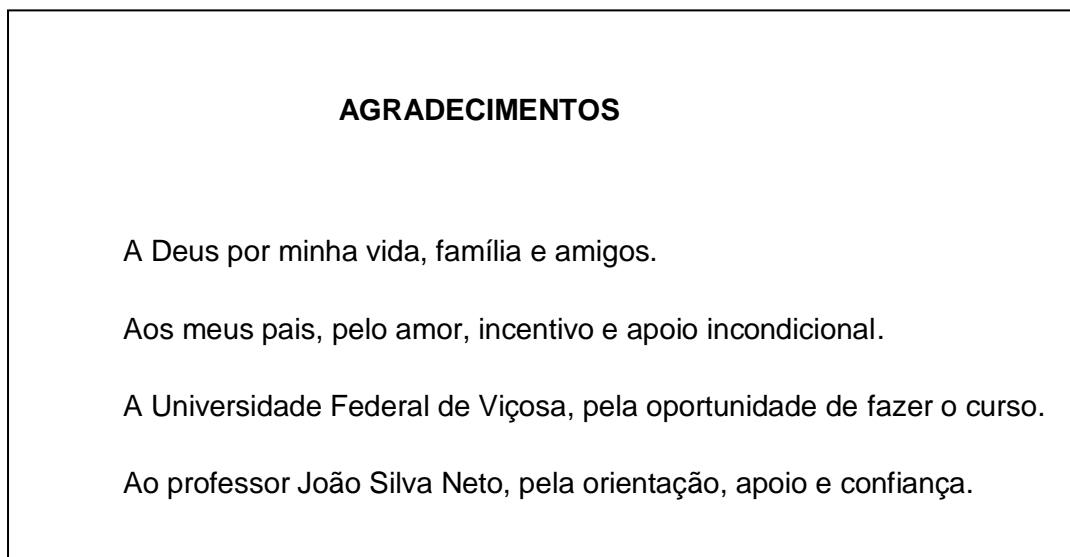 AGRADECIMENTOS
A Deus por minha vida, família e amigos.
Aos meus pais, pelo amor, incentivo e apoio incondicional.
A Universidade Federal de Viçosa, pela oportunidade de fazer o curso.
Ao professor João Silva Neto, pela orientação, apoio e confiança.